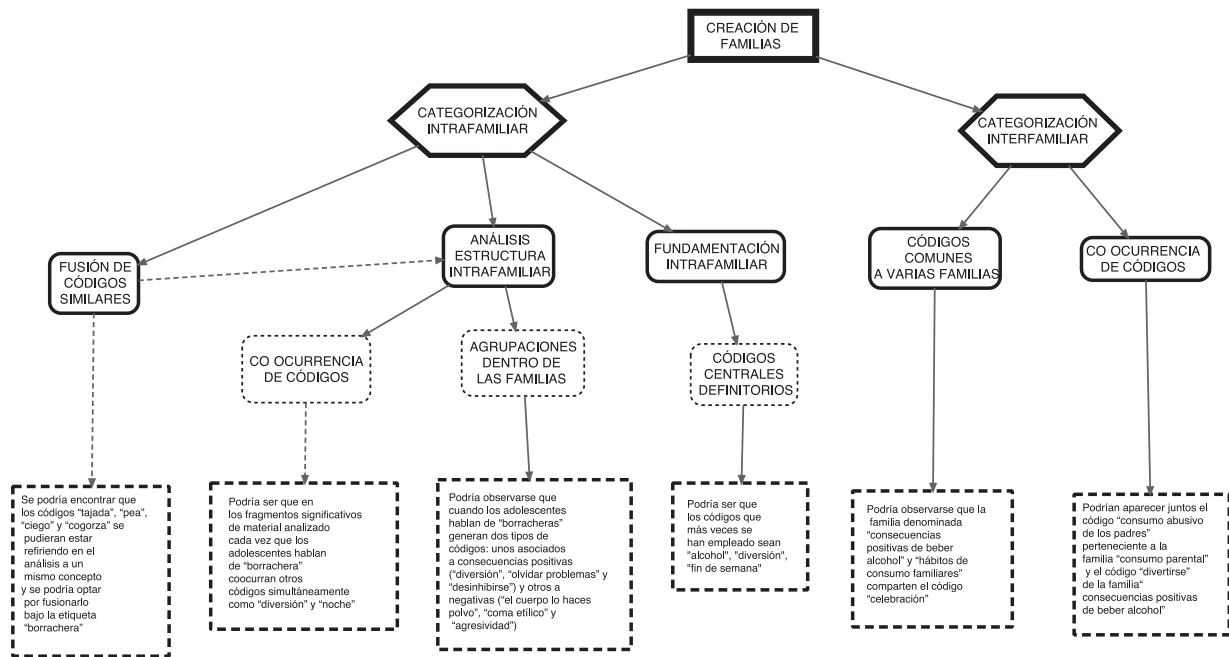 CREACIÓN DE
FAMILIAS
CATEGORIZACIÓN
INTRAFAMILIAR
CATEGORIZACIÓN
INTERFAMILIAR
FUSIÓN DE
CÓDIGOS
SIMILARES
ANÁLISIS
ESTRUCTURA
INTRAFAMILIAR
FUNDAMENTACIÓN
INTRAFAMILIAR
CÓDIGOS
COMUNES
A VARIAS FAMILIAS
CO OCURRENCIA
DE CÓDIGOS
CO OCURRENCIA
DE CÓDIGOS
AGRUPACIONES
DENTRO DE
LAS FAMILIAS
CÓDIGOS
CENTRALES
DEFINITORIOS
Se podría encontrar que
los códigos “tajada”, “pea”,
“ciego” y “cogorza” se
pudieran estar
refiriendo en el
análisis a un
mismo concepto
y se podría optar
por fusionarlo
bajo la etiqueta
“borrachera”
Podría ser que en
los fragmentos significativos
de material analizado
cada vez que los
adolescentes hablan
de “borrachera”
coocurran otros
códigos simultáneamente
como “diversión” y “noche”
Podría observarse que
cuando los adolescentes
hablan de “borracheras”
generan dos tipos de
códigos: unos asociados
a consecuencias positivas
(“diversión”, “olvidar problemas” y
“desinhibirse”) y otros a
negativas (“el cuerpo lo haces
polvo”, “coma etílico” y
“agresividad”)
Podría ser que
los códigos que
más veces se
han empleado sean
"alcohol", "diversión",
"fin de semana"
Podría observarse que la
familia denominada
“consecuencias
positivas de beber
alcohol” y “hábitos de
consumo familiares”
comparten el código
“celebración”
Podrían aparecer juntos el
código “consumo abusivo
de los padres”
perteneciente a la
familia “consumo parental”
y el código “divertirse”
de la familia“
consecuencias positivas
de beber alcohol”